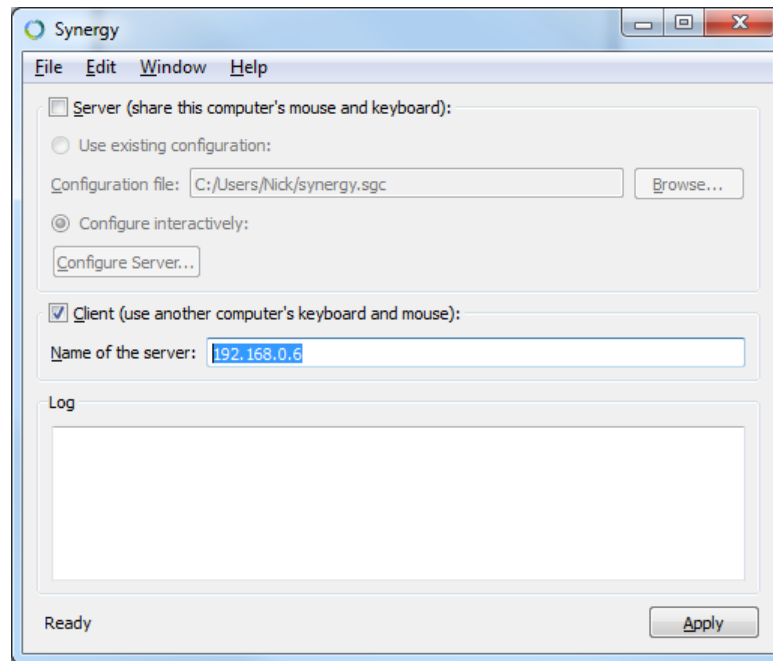 Synergy
File Edit Window Help
Server (share this computer's mouse and keyboard):
Use existing configuration:
Configuration file: C:/Users/Nick/synergy.sgc Browse...
Configure interactively:
Configure Server...
Client (use another computer's keyboard and mouse):
Name of the server: 192.168.0.6
Log
Ready Apply